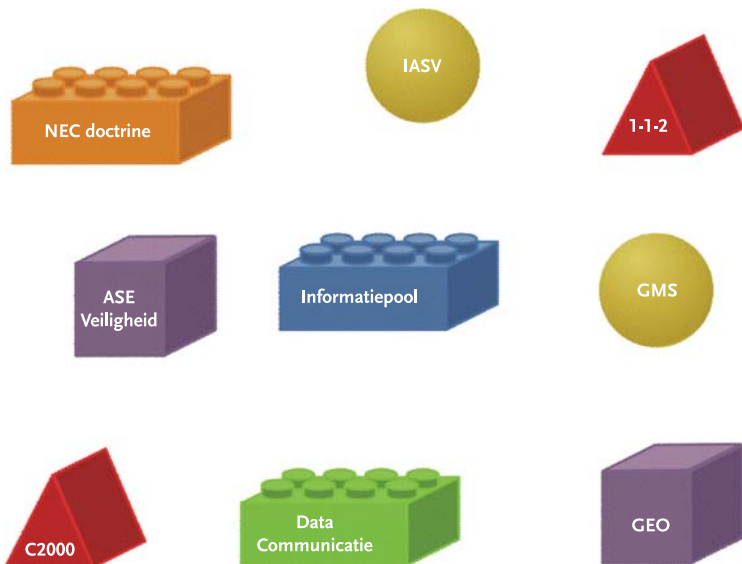 IASV
NEC doctrine
1-1-2
ASE
Veiligheid
Informatiepool
GMS
C2000
Data
Communicatie
GEO